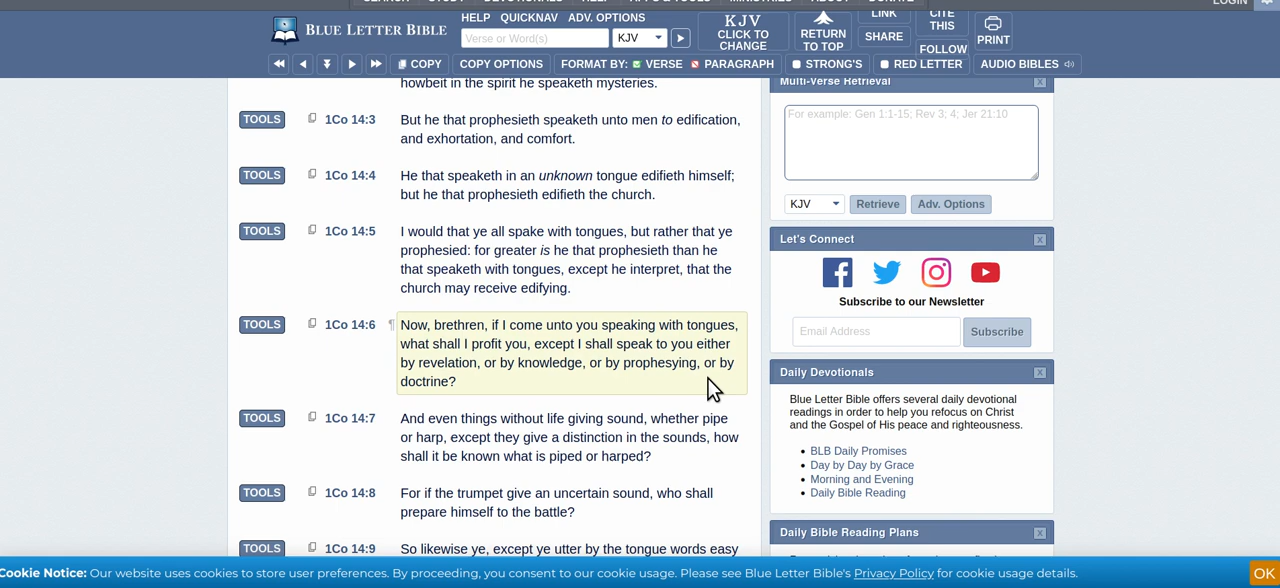 SEARCH STUDY DEVOTIONALS HELP APPS & TOOLS MINISTRIES ABOUT DONATE
LOGIN
BLUE LETTER BIBLE
HELP QUICKNAV ADV. OPTIONS
Verse or Word(s)
KJV
KJV
CLICK TO
CHANGE
RETURN
TO TOP
LINK
SHARE
CITE
THIS
FOLLOW
PRINT
COPY
COPY OPTIONS
FORMAT BY: VERSE PARAGRAPH
STRONG'S
RED LETTER
AUDIO BIBLES
howbeit in the spirit he speaketh mysteries.
TOOLS 1Co 14:3 But he that prophesieth speaketh unto men to edification,
and exhortation, and comfort.
TOOLS 1Co 14:4 He that speaketh in an unknown tongue edifieth himself;
but he that prophesieth edifieth the church.
TOOLS 1Co 14:5 I would that ye all spake with tongues, but rather that ye
prophesied: for greater is he that prophesieth than he
that speaketh with tongues, except he interpret, that the
church may receive edifying.
TOOLS 1Co 14:6 ¶ Now, brethren, if I come unto you speaking with tongues,
what shall I profit you, except I shall speak to you either
by revelation, or by knowledge, or by prophesying, or by
doctrine?
TOOLS 1Co 14:7 And even things without life giving sound, whether pipe
or harp, except they give a distinction in the sounds, how
shall it be known what is piped or harped?
TOOLS 1Co 14:8 For if the trumpet give an uncertain sound, who shall
prepare himself to the battle?
TOOLS 1Co 14:9 So likewise ye, except ye utter by the tongue words easy
Multi-Verse Retrieval X
For example: Gen 1:1-15; Rev 3; 4; Jer 21:10
KJV Retrieve Adv. Options
Let's Connect X
Subscribe to our Newsletter
Email Address Subscribe
Daily Devotionals X
Blue Letter Bible offers several daily devotional
readings in order to help you refocus on Christ
and the Gospel of His peace and righteousness.
• BLB Daily Promises
• Day by Day by Grace
• Morning and Evening
• Daily Bible Reading
Daily Bible Reading Plans X
Cookie Notice: Our website uses cookies to store user preferences. By proceeding, you consent to our cookie usage. Please see Blue Letter Bible's Privacy Policy for cookie usage details.
OK